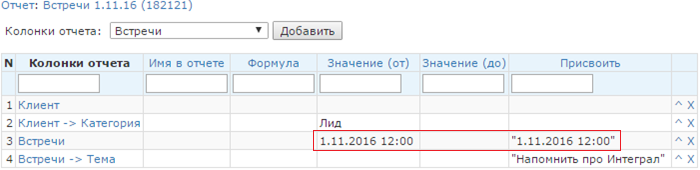 Отчет: Встречи 1.11.16 (182121)
Колонки отчета: Встречи Добавить
N Колонки отчета Имя в отчете Формула Значение (от) Значение (до) Присвоить
1 Клиент ^ X
2 Клиент -> Категория Лид ^ X
3 Встречи 1.11.2016 12:00 "1.11.2016 12:00" ^ X
4 Встречи -> Тема "Напомнить про Интеграл" ^ X